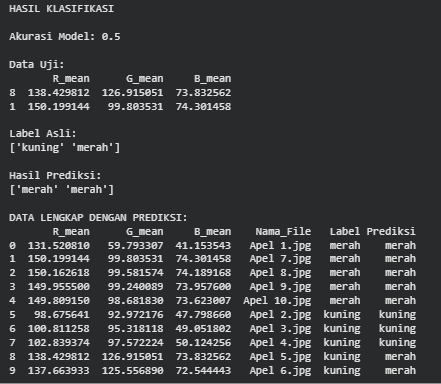 HASIL KLASIFIKASI
Akurasi Model: 0.5
Data Uji:
R_mean G_mean B_mean
8 138.429812 126.915051 73.832562
1 150.199144 99.803531 74.301458
Label Asli:
['kuning' 'merah']
Hasil Prediksi:
['merah' 'merah']
DATA LENGKAP DENGAN PREDIKSI:
R_mean G_mean B_mean Nama_File Label Prediksi
0 131.520810 59.793307 41.153543 Apel 1.jpg merah merah
1 150.199144 99.803531 74.301458 Apel 7.jpg merah merah
2 150.162618 99.581574 74.189168 Apel 8.jpg merah merah
3 149.955500 99.240089 73.957600 Apel 9.jpg merah merah
4 149.809150 98.681830 73.623007 Apel 10.jpg merah merah
5 98.675641 92.972176 47.798660 Apel 2.jpg kuning kuning
6 100.811258 95.318118 49.051802 Apel 3.jpg kuning kuning
7 102.839374 97.572224 50.124256 Apel 4.jpg kuning kuning
8 138.429812 126.915051 73.832562 Apel 5.jpg kuning merah
9 137.663933 125.556890 72.544443 Apel 6.jpg kuning merah